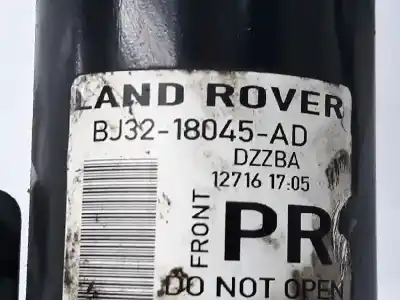 LAND ROVER
BJ32-18045-AD
DZZBA
12716 17:05
FRONT
PR
DO NOT OPEN